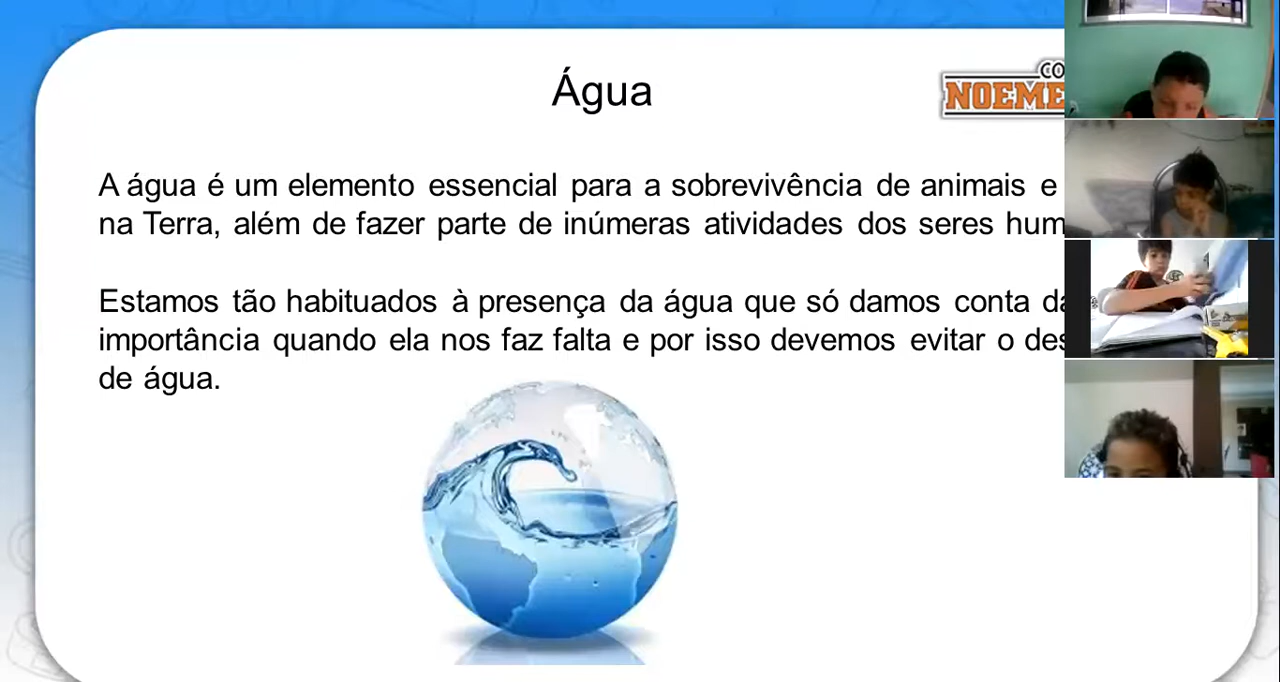 Água
CO
NOEME
A água é um elemento essencial para a sobrevivência de animais e
na Terra, além de fazer parte de inúmeras atividades dos seres hum
Estamos tão habituados à presença da água que só damos conta da
importância quando ela nos faz falta e por isso devemos evitar o des
de água.